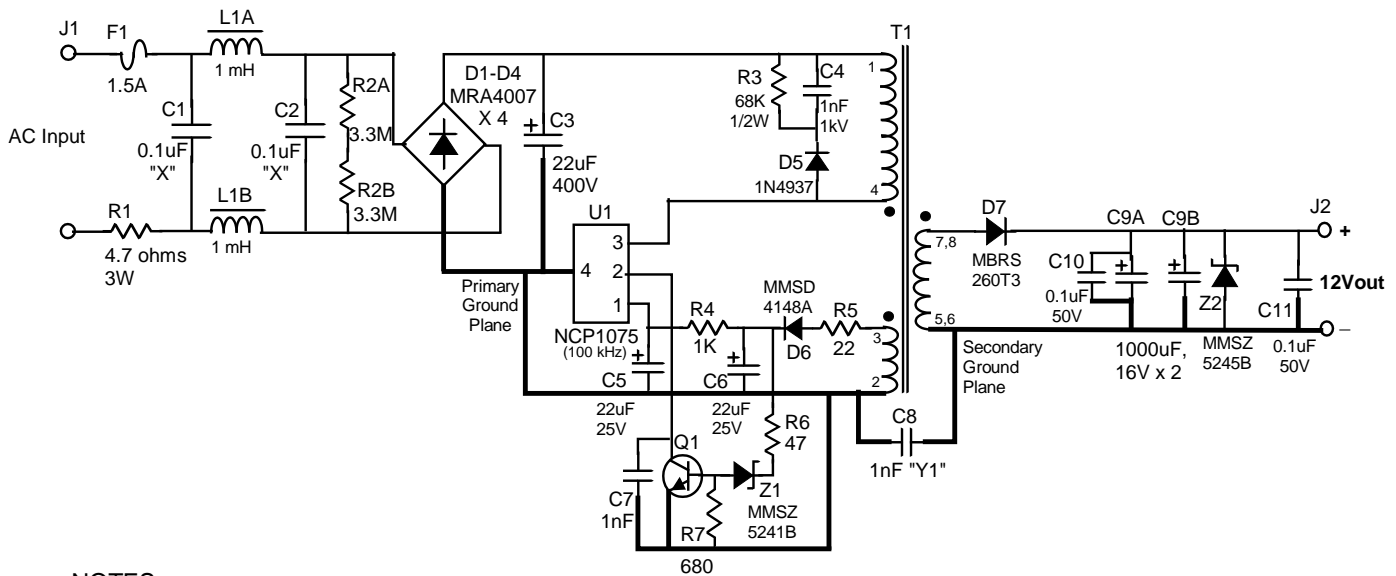 J1
F1
1.5A
L1A
1 mH
C1
0.1uF
"X"
C2
0.1uF
"X"
R2A
3.3M
R2B
3.3M
AC Input
L1B
1 mH
R1
4.7 ohms
3W
D1-D4
MRA4007
X 4
C3
+
22uF
400V
R3
68K
1/2W
C4
1nF
1kV
D5
1N4937
T1
1
4
U1
3
4
2
1
NCP1075
(100 kHz)
Primary
Ground
Plane
R4
1K
MMSD
4148A
D6
R5
22
3
2
+
C5
22uF
25V
+
C6
22uF
25V
7,8
5,6
D7
MBRS
260T3
C9A
C9B
C10
0.1uF
50V
+
+
1000uF,
16V x 2
Z2
MMSZ
5245B
C11
0.1uF
50V
J2
+
12Vout
–
Secondary
Ground
Plane
C8
1nF "Y1"
R6
47
Q1
C7
1nF
Z1
MMSZ
5241B
R7
680